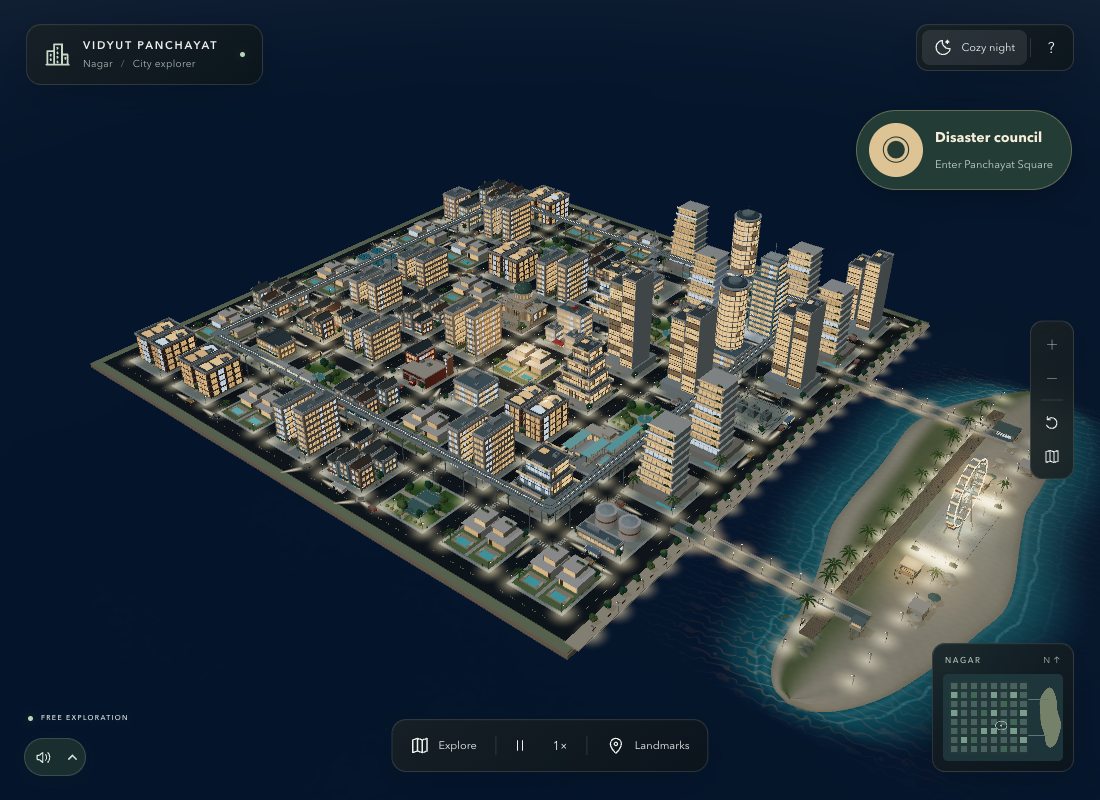 VIDYUT PANCHAYAT
Nagar / City explorer
Cozy night
?
Disaster council
Enter Panchayat Square
NAGAR
N ↑
FREE EXPLORATION
Explore
1×
Landmarks